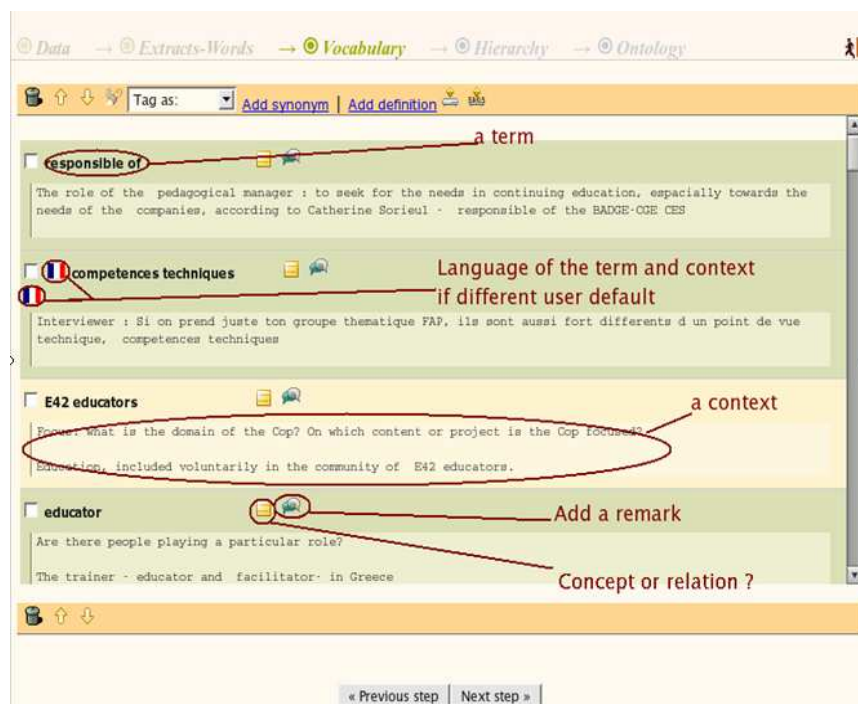 Data → Extracts-Words → Vocabulary → Hierarchy → Ontology
Tag as: Add synonym | Add definition
a term
responsible of
The role of the pedagogical manager : to seek for the needs in continuing education, espacially towards the
needs of the companies, according to Catherine Sorieul - responsible of the BADGE-CGE CES
competences techniques
Language of the term and context
if different user default
Interviewer : Si on prend juste ton groupe thematique FAP, ils sont aussi fort differents d un point de vue
technique, competences techniques
E42 educators
a context
Focus: what is the domain of the Cop? On which content or project is the Cop focused?
Education, included voluntarily in the community of E42 educators.
educator
Add a remark
Are there people playing a particular role?
The trainer - educator and facilitator- in Greece
Concept or relation ?
« Previous step Next step »